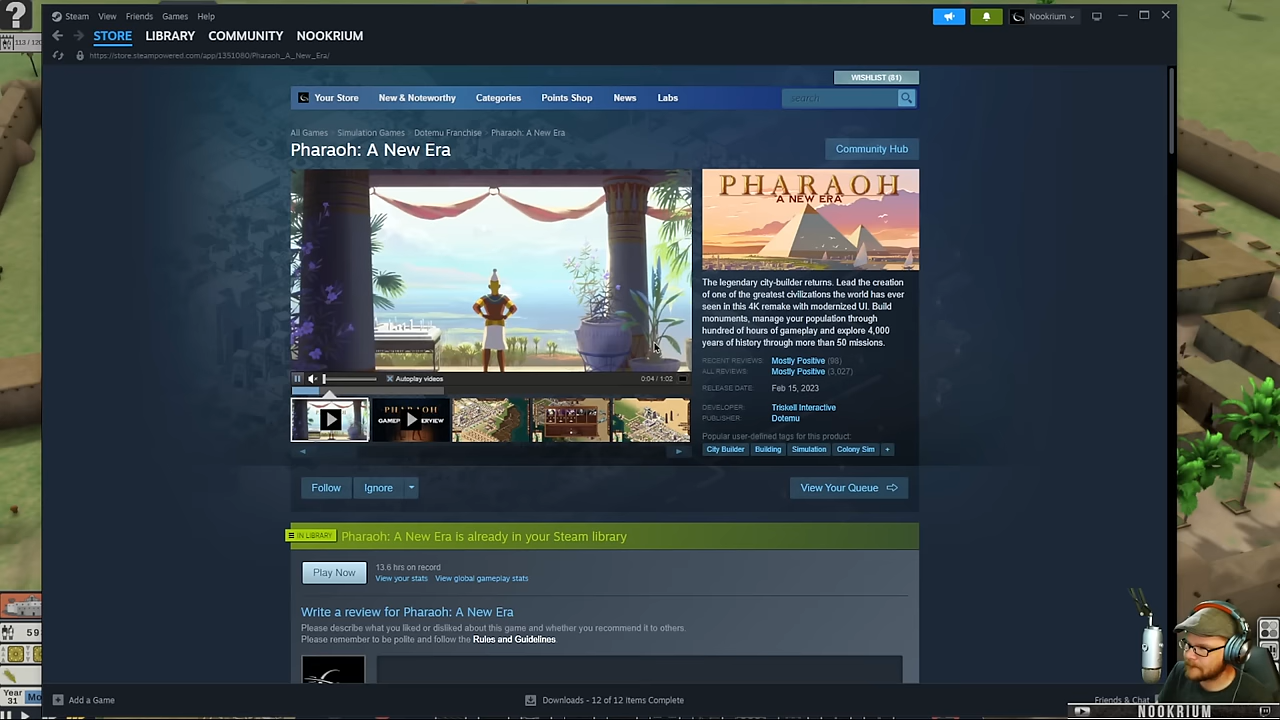 Steam View Friends Games Help
Nookrium
STORE LIBRARY COMMUNITY NOOKRIUM
https://store.steampowered.com/app/1351080/Pharaoh_A_New_Era/
WISHLIST (81)
Your Store New & Noteworthy Categories Points Shop News Labs search
All Games Simulation Games Dotemu Franchise Pharaoh: A New Era
Pharaoh: A New Era
Community Hub
PHARAOH
A NEW ERA
The legendary city-builder returns. Lead the creation
of one of the greatest civilizations the world has ever
seen in this 4K remake with modernized UI. Build
monuments, manage your population through
hundred of hours of gameplay and explore 4,000
years of history through more than 50 missions.
RECENT REVIEWS: Mostly Positive (98)
ALL REVIEWS: Mostly Positive (3,027)
RELEASE DATE: Feb 15, 2023
DEVELOPER: Triskell Interactive
PUBLISHER: Dotemu
Popular user-defined tags for this product:
City Builder Building Simulation Colony Sim +
Autoplay videos 0:04 / 1:02
Follow Ignore View Your Queue
IN LIBRARY Pharaoh: A New Era is already in your Steam library
Play Now
13.6 hrs on record
View your stats View global gameplay stats
Write a review for Pharaoh: A New Era
Please describe what you liked or disliked about this game and whether you recommend it to others.
Please remember to be polite and follow the Rules and Guidelines.
Add a Game Downloads - 12 of 12 Items Complete Friends & Chat
NOOKRIUM
?
113 / 120
59
Year
31